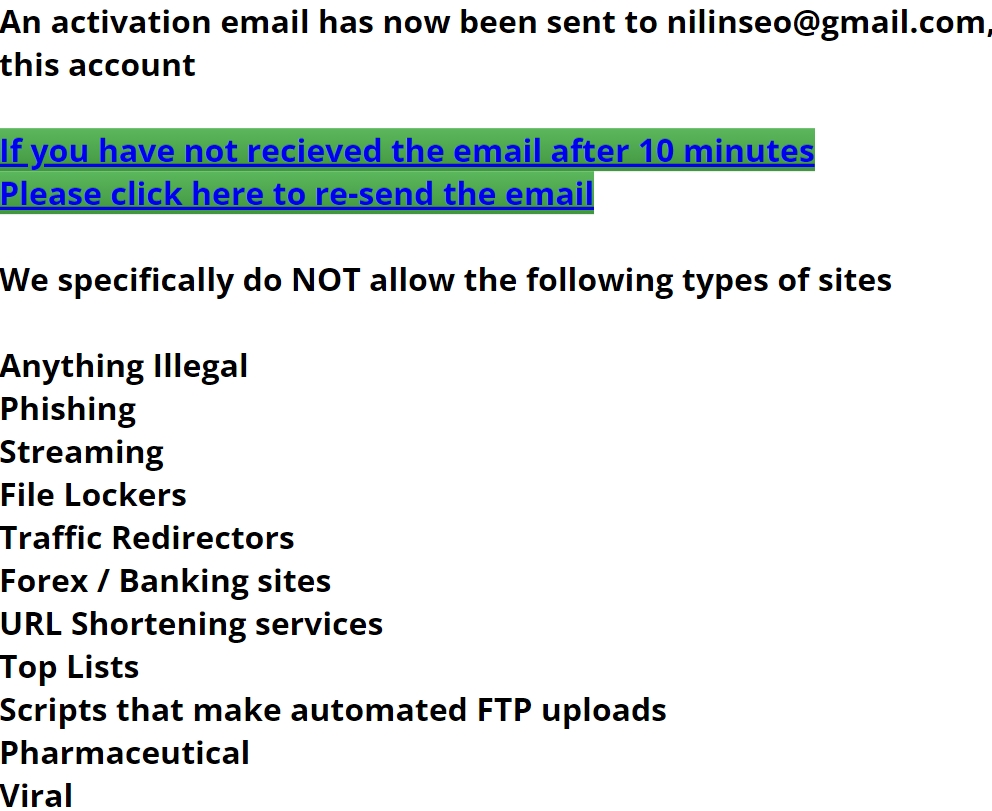 An activation email has now been sent to nilinseo@gmail.com,
this account
If you have not recieved the email after 10 minutes
Please click here to re-send the email
We specifically do NOT allow the following types of sites
Anything Illegal
Phishing
Streaming
File Lockers
Traffic Redirectors
Forex / Banking sites
URL Shortening services
Top Lists
Scripts that make automated FTP uploads
Pharmaceutical
Viral